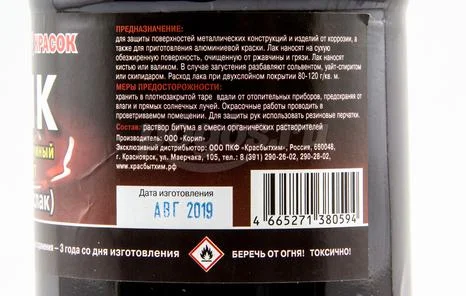 КРАСОК
К
лак)
ПРЕДНАЗНАЧЕНИЕ:
для защиты поверхностей металлических конструкций и изделий от коррозии, а
также для приготовления алюминиевой краски. Лак наносят на сухую
обезжиренную поверхность, очищенную от ржавчины и грязи. Лак наносится
кистью или валиком. В случае загустения разбавляют сольвентом, уайт-спиритом
или скипидаром. Расход лака при двухслойном покрытии 80-120 г/кв. м.
МЕРЫ ПРЕДОСТОРОЖНОСТИ:
хранить в плотнозакрытой таре вдали от отопительных приборов, предохраняя от
влаги и прямых солнечных лучей. Окрасочные работы проводить в
проветриваемом помещении. Для защиты рук использовать резиновые перчатки.
Состав: раствор битума в смеси органических растворителей
Производитель: ООО «Корип»
Эксклюзивный дистрибьютор: ООО ПКФ «Красбытхим», Россия, 660048,
г. Красноярск, ул. Маерчака, 105, тел.: 8 (391) 290-26-02, 290-28-02,
www.красбытхим.рф
Дата изготовления
АВГ 2019
4 665271 380594
хранения – 3 года со дня изготовления
БЕРЕЧЬ ОТ ОГНЯ! ТОКСИЧНО!